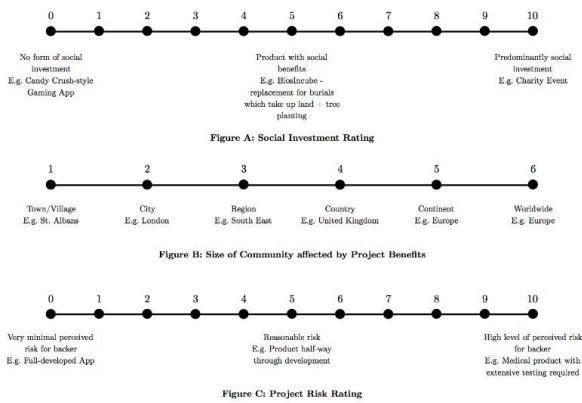 0 1 2 3 4 5 6 7 8 9 10
No form of social Product with social Predominantly social
investment benefits investment
E.g. Candy Crush-style E.g. BiosIncube - E.g. Charity Event
Gaming App replacement for burials
which take up land + tree
planting
Figure A: Social Investment Rating
1 2 3 4 5 6
Town/Village City Region Country Continent Worldwide
E.g. St. Albans E.g. London E.g. South East E.g. United Kingdom E.g. Europe E.g. Europe
Figure B: Size of Community affected by Project Benefits
0 1 2 3 4 5 6 7 8 9 10
Very minimal perceived Reasonable risk High level of perceived risk
risk for backer E.g. Product half-way for backer
E.g. Full-developed App through development E.g. Medical product with
extensive testing required
Figure C: Project Risk Rating